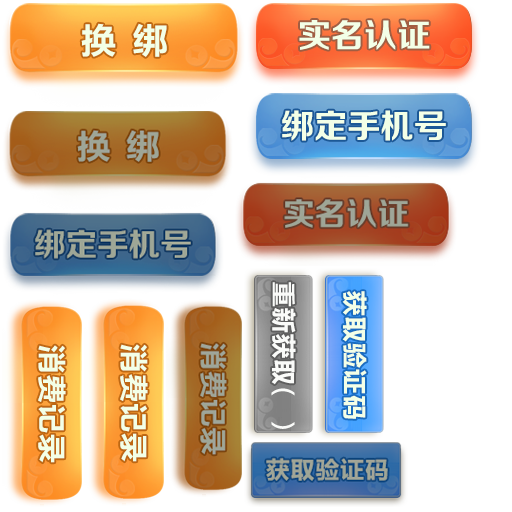 换 绑
实名认证
换 绑
绑定手机号
绑定手机号
实名认证
消费记录
消费记录
消费记录
重新获取( )
获取验证码
获取验证码